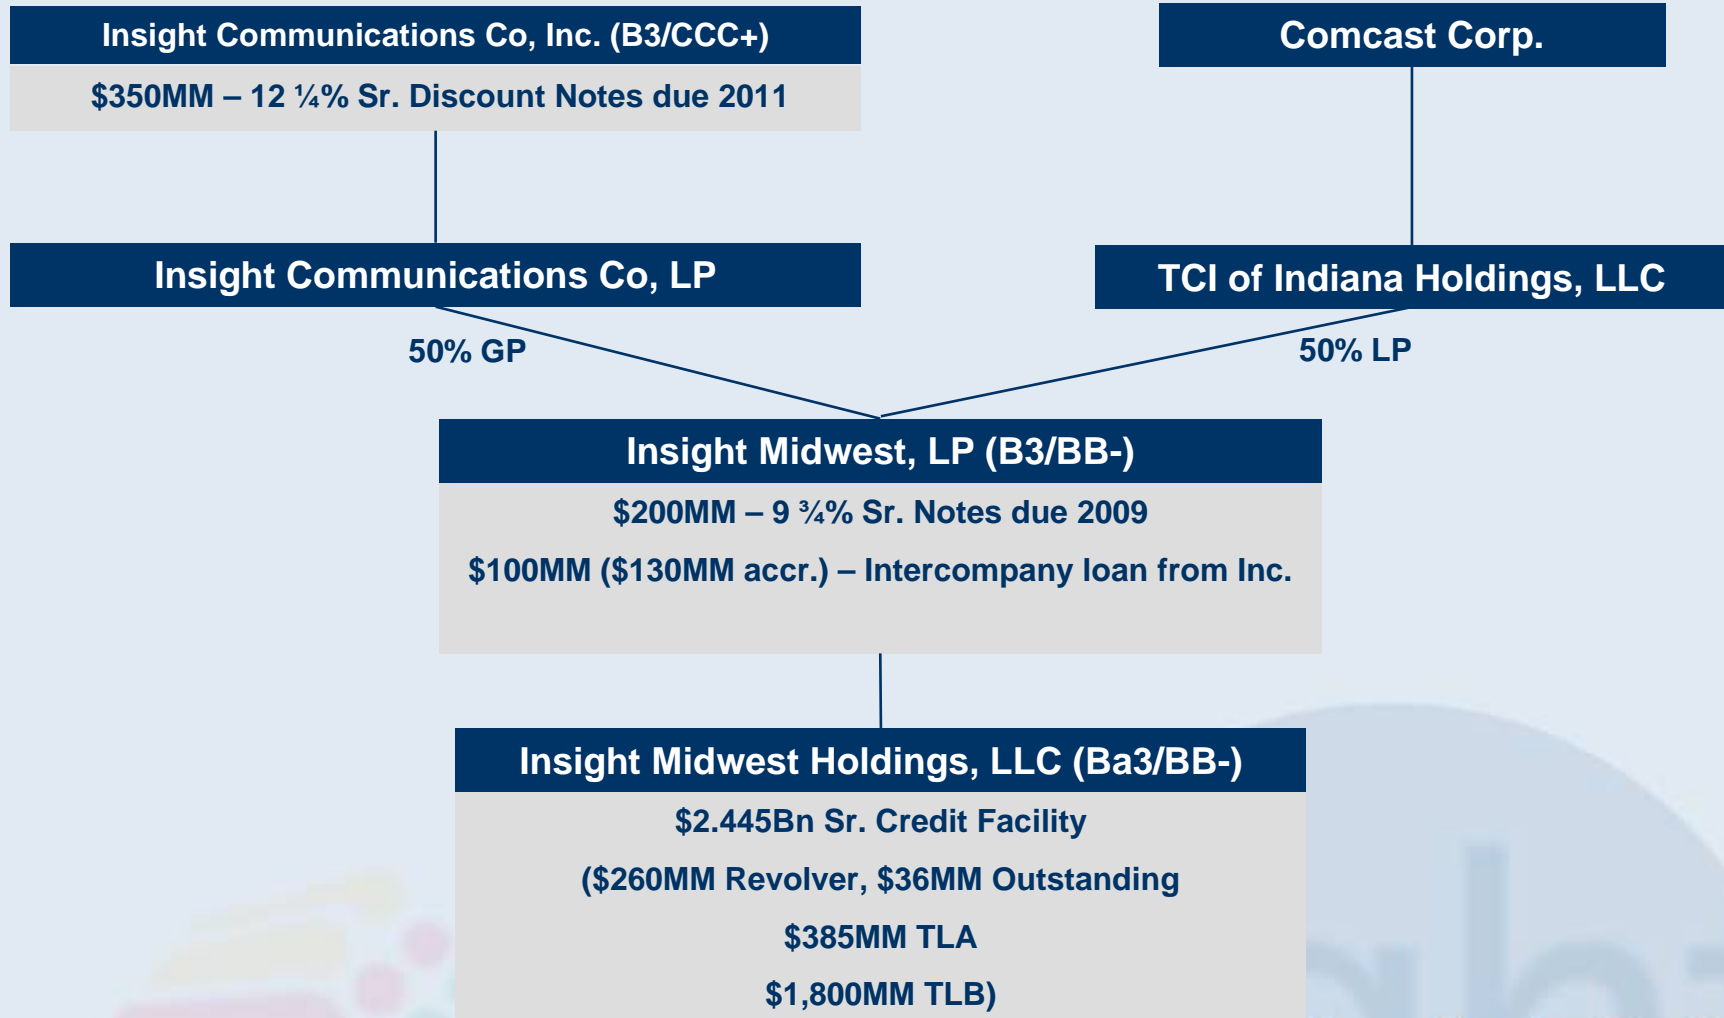 Insight Communications Co, Inc. (B3/CCC+)
$350MM – 12 ¼% Sr. Discount Notes due 2011
Comcast Corp.
Insight Communications Co, LP
TCI of Indiana Holdings, LLC
50% GP
50% LP
Insight Midwest, LP (B3/BB-)
$200MM – 9 ¾% Sr. Notes due 2009
$100MM ($130MM accr.) – Intercompany loan from Inc.
Insight Midwest Holdings, LLC (Ba3/BB-)
$2.445Bn Sr. Credit Facility
($260MM Revolver, $36MM Outstanding
$385MM TLA
$1,800MM TLB)